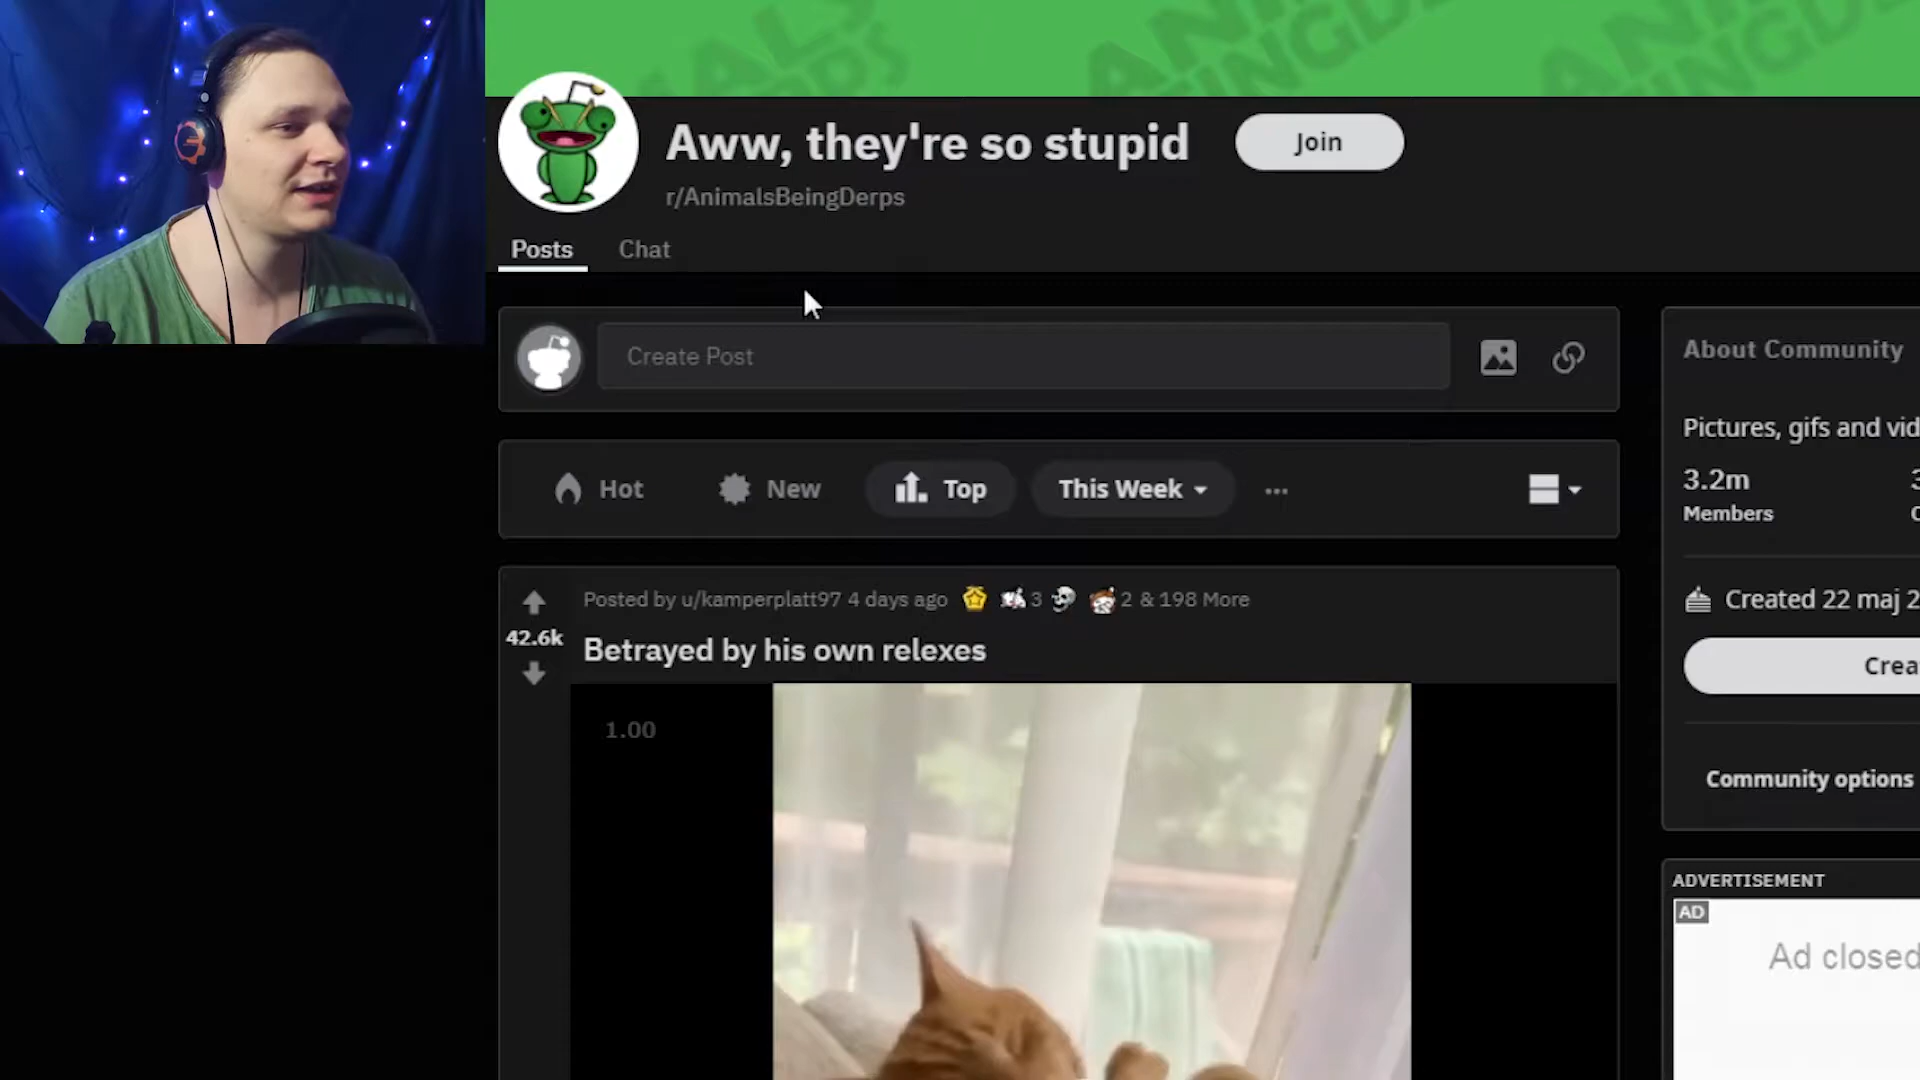 Aww, they're so stupid
Join
r/AnimalsBeingDerps
Posts
Chat
Create Post
Hot
New
Top
This Week
...
Posted by u/kamperplatt97 4 days ago 3 2 & 198 More
42.6k
Betrayed by his own relexes
1.00
About Community
Pictures, gifs and vid
3.2m
Members
Created 22 maj 2
Crea
Community options
ADVERTISEMENT
AD
Ad closed